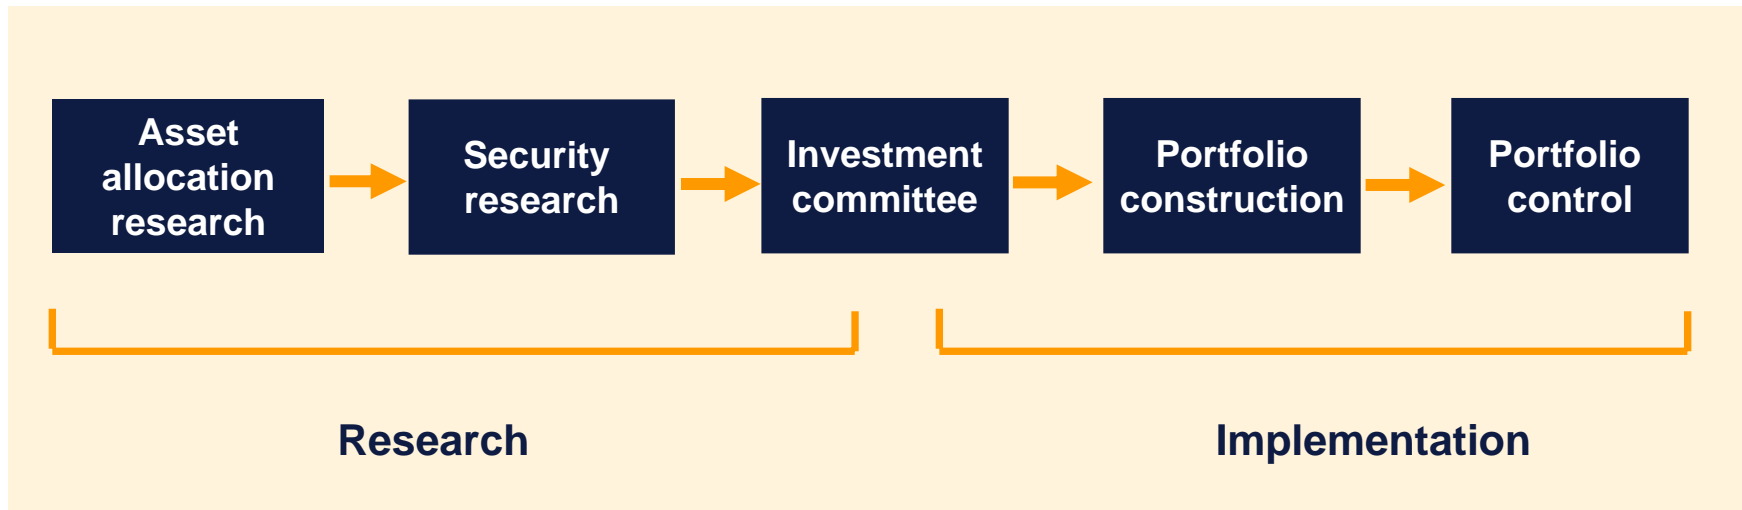 Asset
allocation
research
Security
research
Investment
committee
Portfolio
construction
Portfolio
control
Research
Implementation